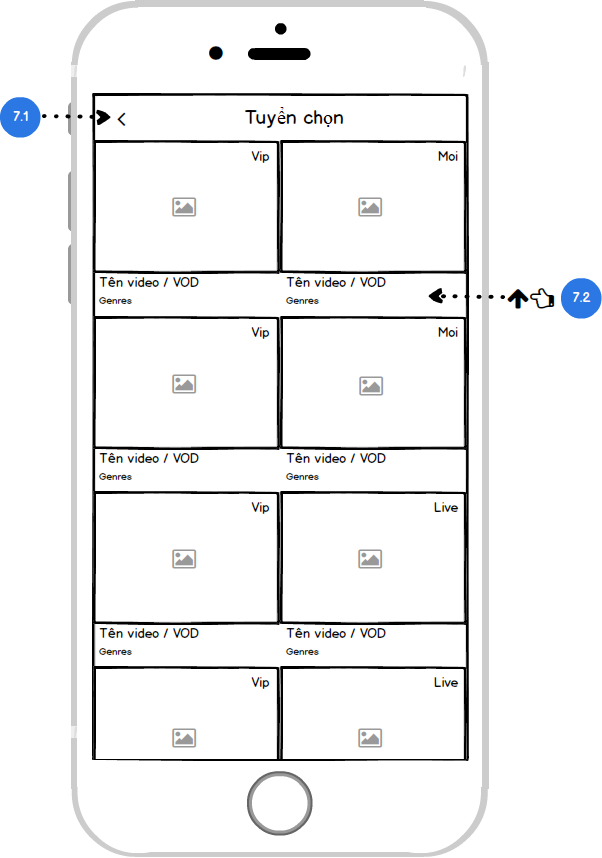 7.1
Tuyển chọn
Vip
Moi
Tên video / VOD
Tên video / VOD
Genres
Genres
7.2
Vip
Moi
Tên video / VOD
Tên video / VOD
Genres
Genres
Vip
Live
Tên video / VOD
Tên video / VOD
Genres
Genres
Vip
Live